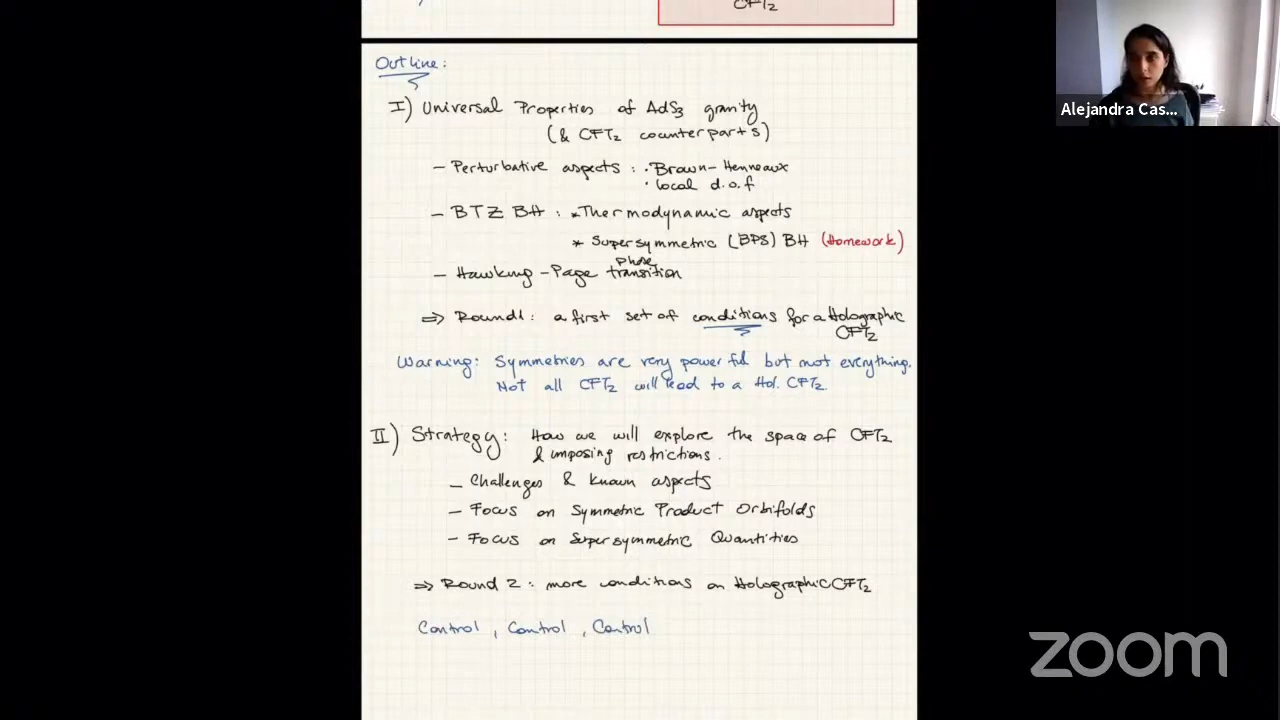 CFT₂
Outline:
I) Universal Properties of AdS₃ gravity
(& CFT₂ counterparts)
- Perturbative aspects : · Brown-Henneaux
· local d.o.f
- BTZ BH : * Thermodynamic aspects
* Supersymmetric (BPS) BH (Homework)
phase
- Hawking-Page transition
⇒ Round 1: a first set of conditions for a Holographic
CFT₂
Warning: Symmetries are very powerful but not everything.
Not all CFT₂ will lead to a Hol. CFT₂.
II) Strategy: How we will explore the space of CFT₂
& imposing restrictions.
- Challenges & known aspects
- Focus on Symmetric Product Orbifolds
- Focus on Supersymmetric Quantities
⇒ Round 2: more conditions on Holographic CFT₂
Control, Control, Control
Alejandra Cas...
zoom